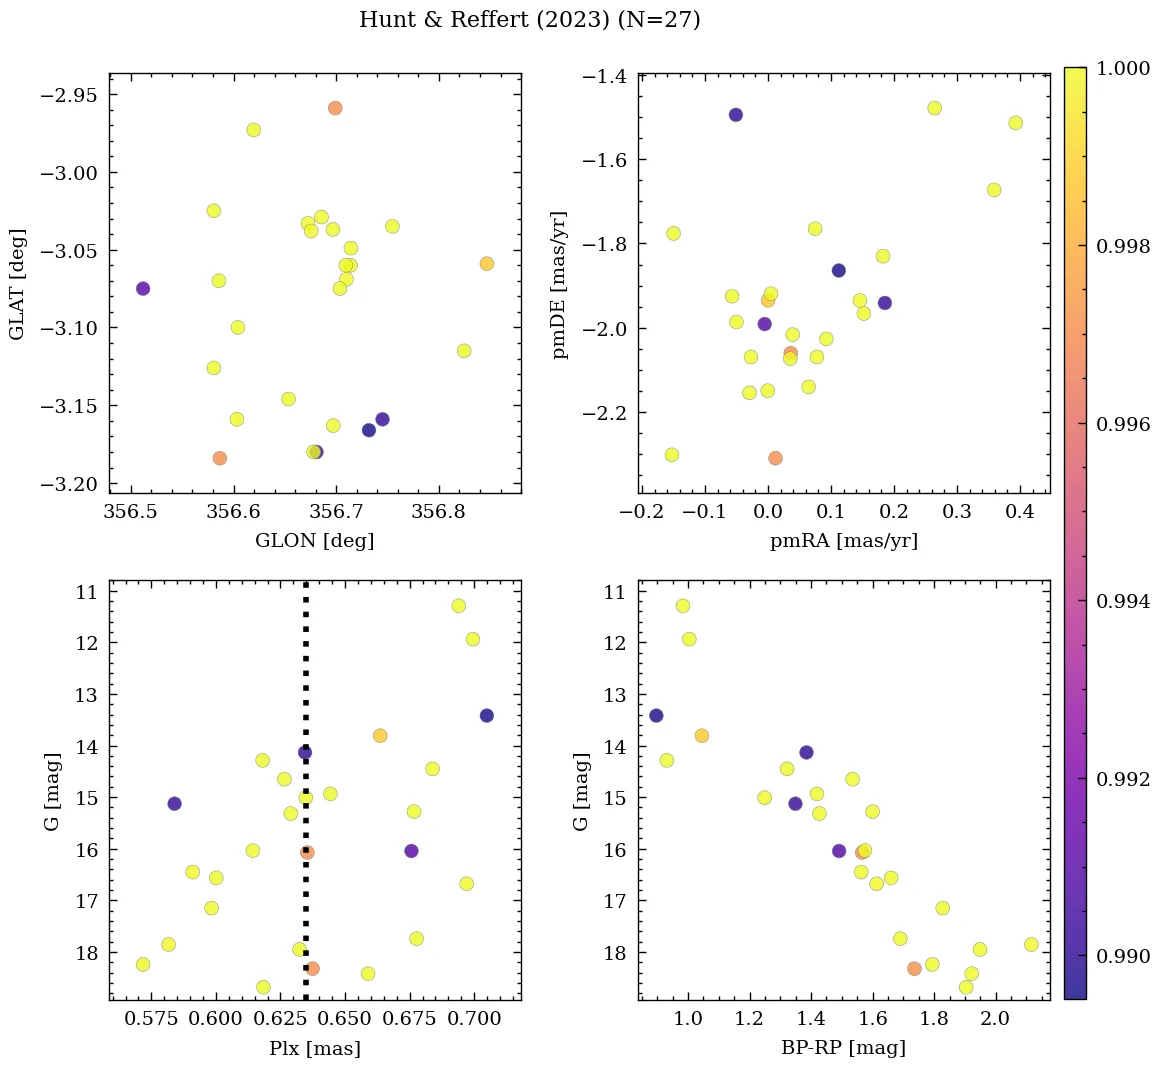 Hunt & Reffert (2023) (N=27)
−2.95
−3.00
−3.05
−3.10
−3.15
−3.20
GLAT [deg]
356.5 356.6 356.7 356.8
GLON [deg]
−1.4
−1.6
−1.8
−2.0
−2.2
pmDE [mas/yr]
−0.2 −0.1 0.0 0.1 0.2 0.3 0.4
pmRA [mas/yr]
11
12
13
14
15
16
17
18
G [mag]
0.575 0.600 0.625 0.650 0.675 0.700
Plx [mas]
11
12
13
14
15
16
17
18
G [mag]
1.0 1.2 1.4 1.6 1.8 2.0
BP-RP [mag]
1.000
0.998
0.996
0.994
0.992
0.990